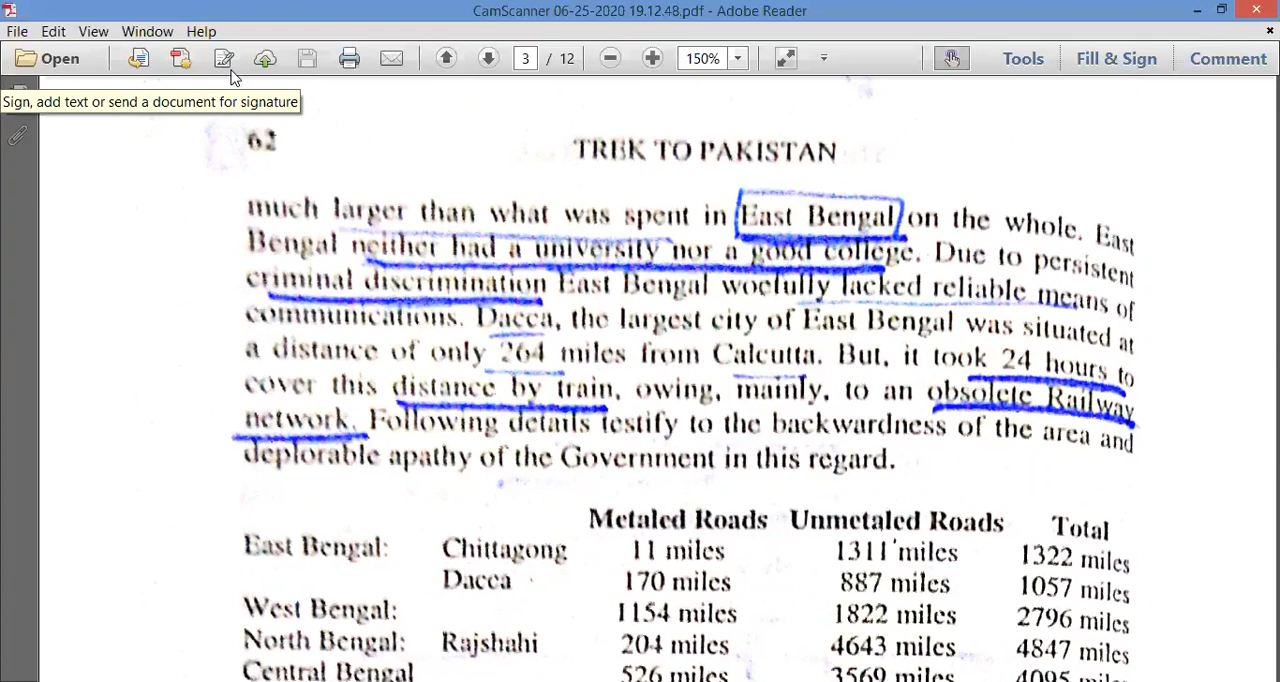 CamScanner 06-25-2020 19.12.48.pdf - Adobe Reader
File Edit View Window Help
Open 3 / 12 150% Tools Fill & Sign Comment
Sign, add text or send a document for signature
62 TREK TO PAKISTAN
much larger than what was spent in East Bengal on the whole. East
Bengal neither had a university nor a good college. Due to persistent
criminal discrimination East Bengal woefully lacked reliable means of
communications. Dacca, the largest city of East Bengal was situated at
a distance of only 264 miles from Calcutta. But, it took 24 hours to
cover this distance by train, owing, mainly, to an obsolete Railway
network. Following details testify to the backwardness of the area and
deplorable apathy of the Government in this regard.
Metaled Roads Unmetaled Roads Total
East Bengal: Chittagong 11 miles 1311 miles 1322 miles
Dacca 170 miles 887 miles 1057 miles
West Bengal: 1154 miles 1822 miles 2796 miles
North Bengal: Rajshahi 204 miles 4643 miles 4847 miles
Central Bengal 526 miles 3569 miles 4095 miles